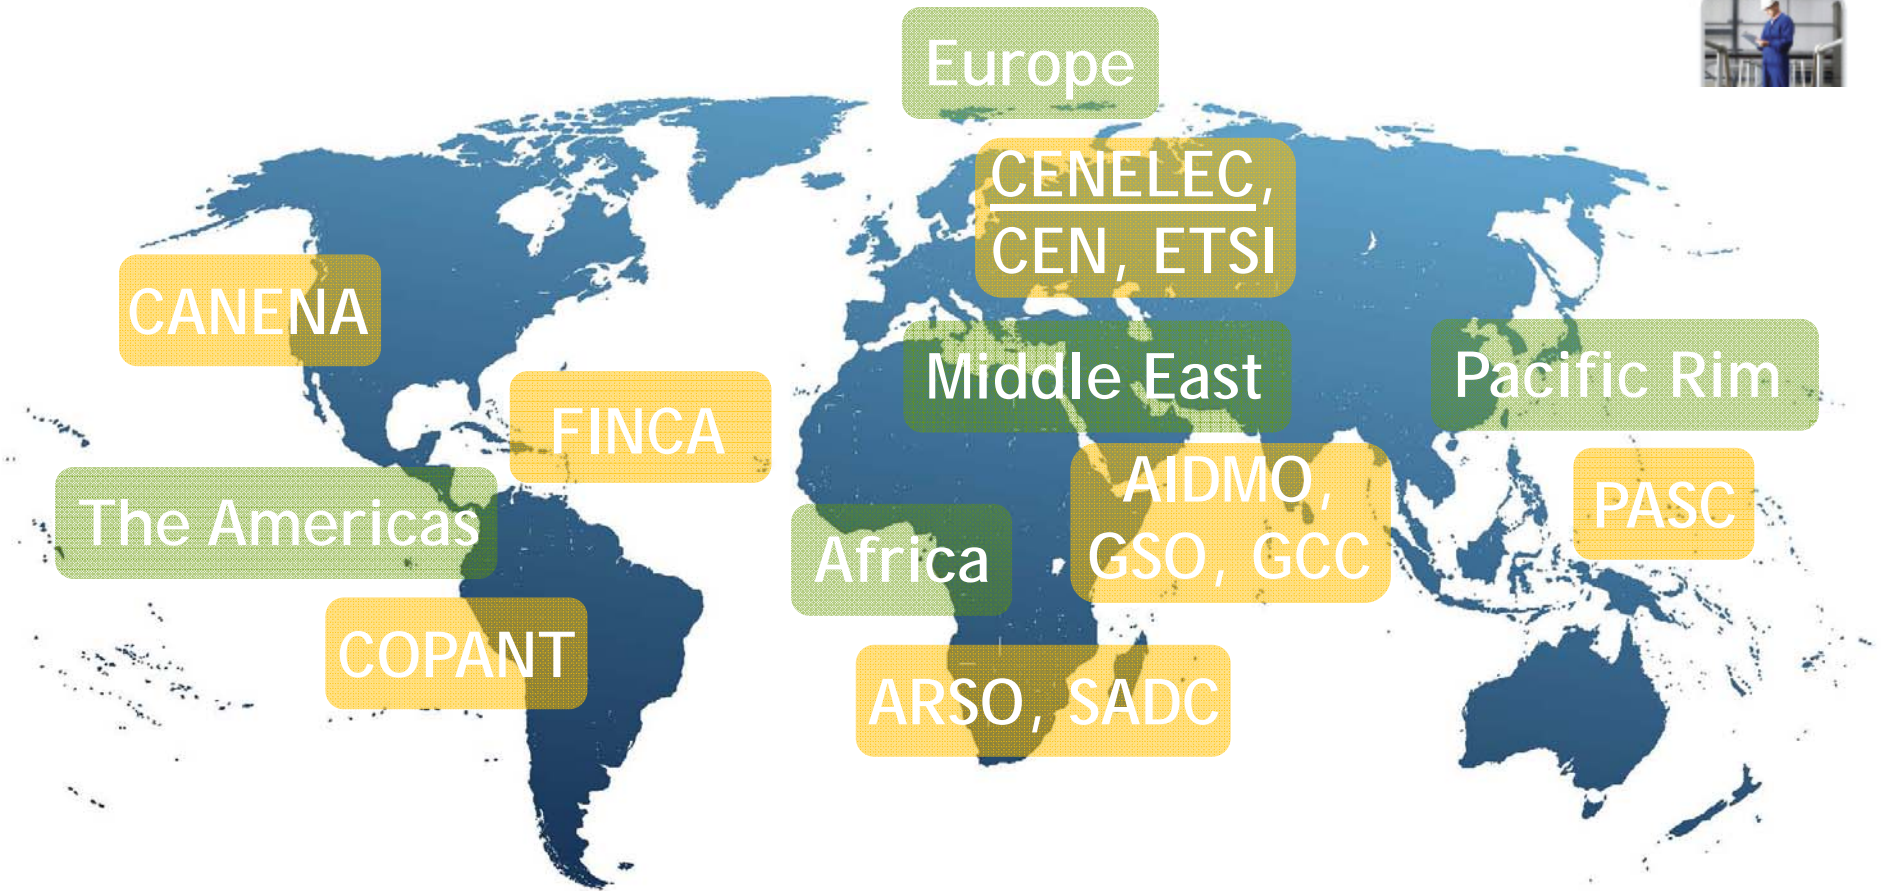 Europe
CENELEC,
CEN, ETSI
CANENA
Middle East
Pacific Rim
FINCA
The Americas
AIDMO,
GSO, GCC
PASC
Africa
COPANT
ARSO, SADC